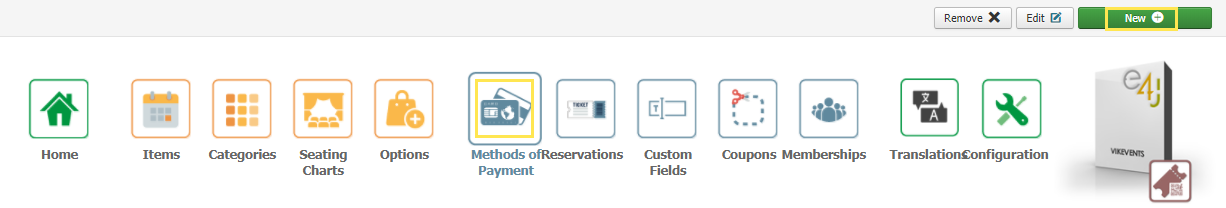 Remove
Edit
New
Home
Items
Categories
Seating
Charts
Options
Methods of
Payment
Reservations
Custom
Fields
Coupons
Memberships
Translations
Configuration
TICKET
T
A
e4j
VIKEVENTS